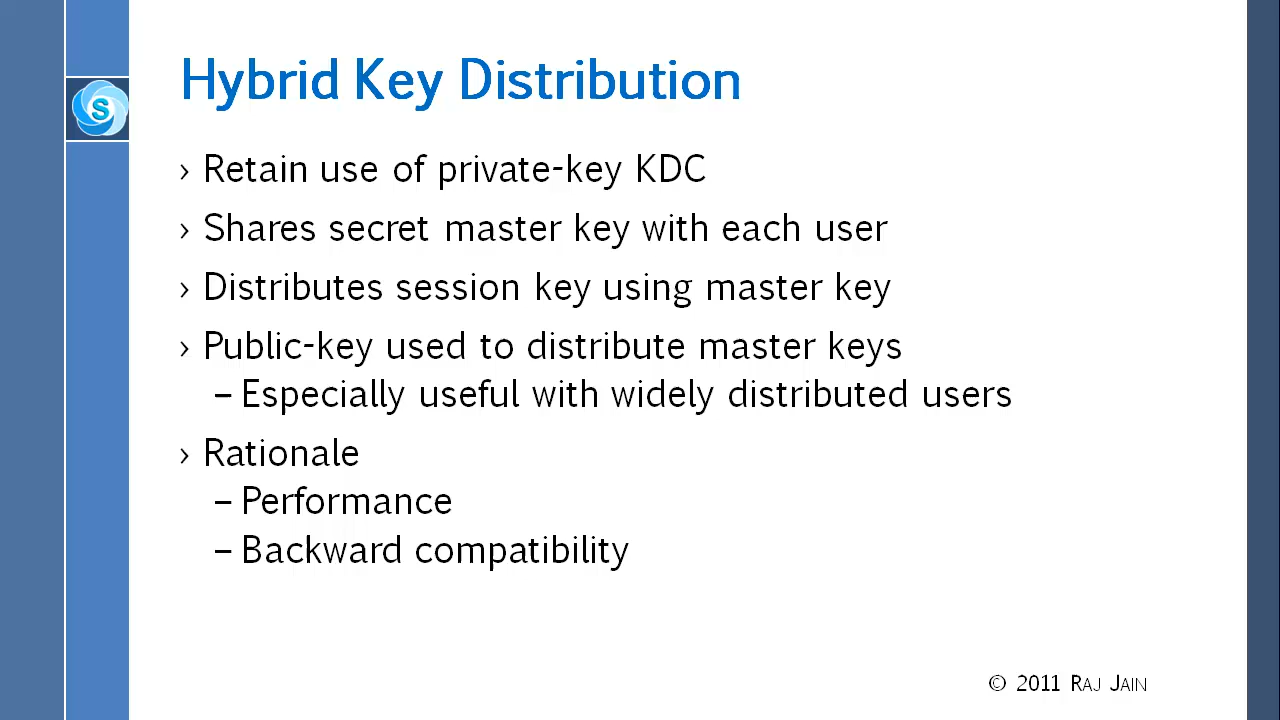 Hybrid Key Distribution
S
› Retain use of private-key KDC
› Shares secret master key with each user
› Distributes session key using master key
› Public-key used to distribute master keys
– Especially useful with widely distributed users
› Rationale
– Performance
– Backward compatibility
© 2011 RAJ JAIN